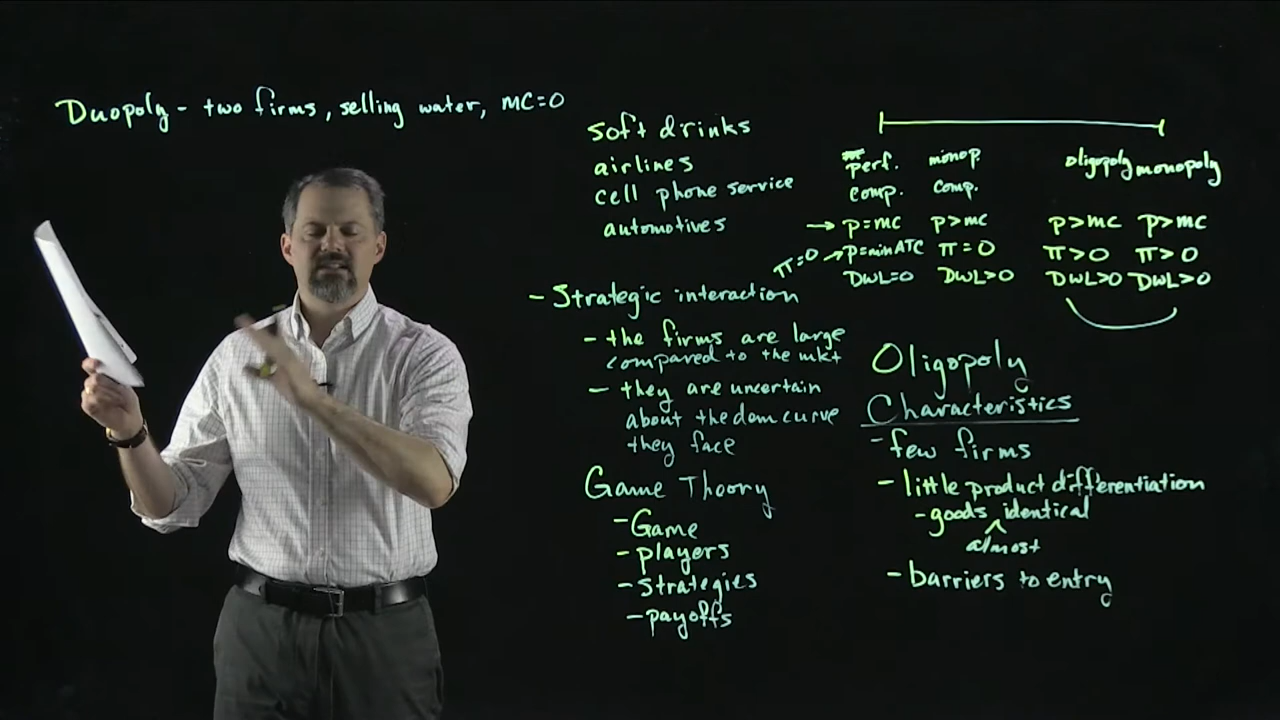 Duopoly - two firms, selling water, MC=0
soft drinks
airlines
cell phone service
automotives
- Strategic interaction
- the firms are large
compared to the mkt
- they are uncertain
about the dem curve
they face
Game Theory
- Game
- players
- strategies
- payoffs
perf. monop. oligopoly monopoly
comp. comp.
→ P=MC P>MC P>MC P>MC
π=0 → P=minATC π=0 π>0 π>0
DWL=0 DWL>0 DWL>0 DWL>0
Oligopoly
Characteristics
- few firms
- little product differentiation
- goods ^ identical
almost
- barriers to entry